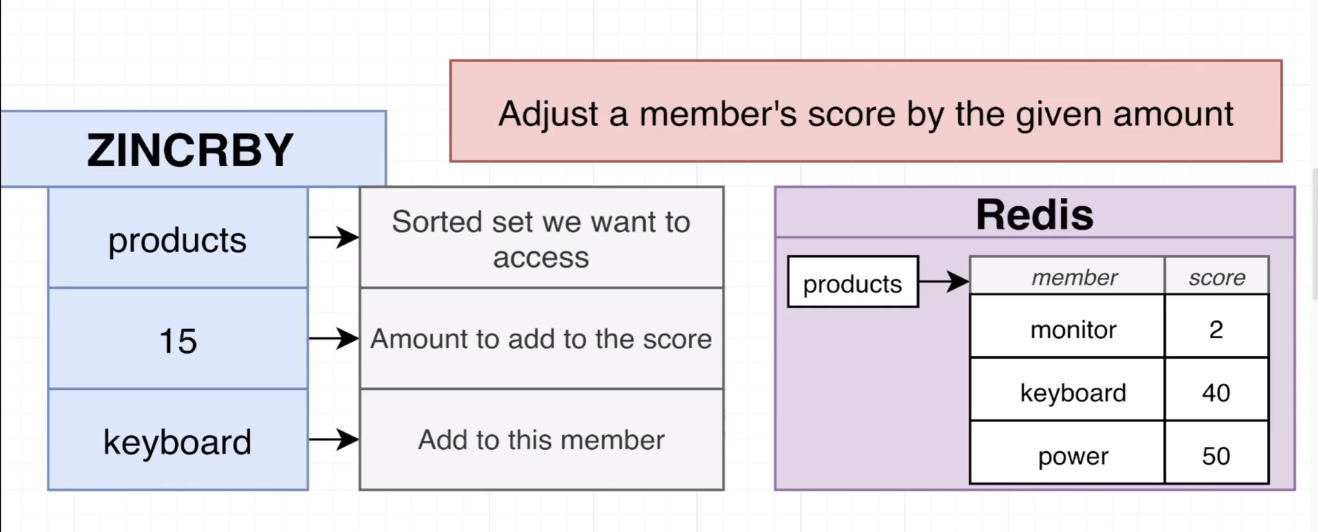 Adjust a member's score by the given amount
ZINCRBY
products
Sorted set we want to
access
15
Amount to add to the score
keyboard
Add to this member
Redis
products
member score
monitor 2
keyboard 40
power 50